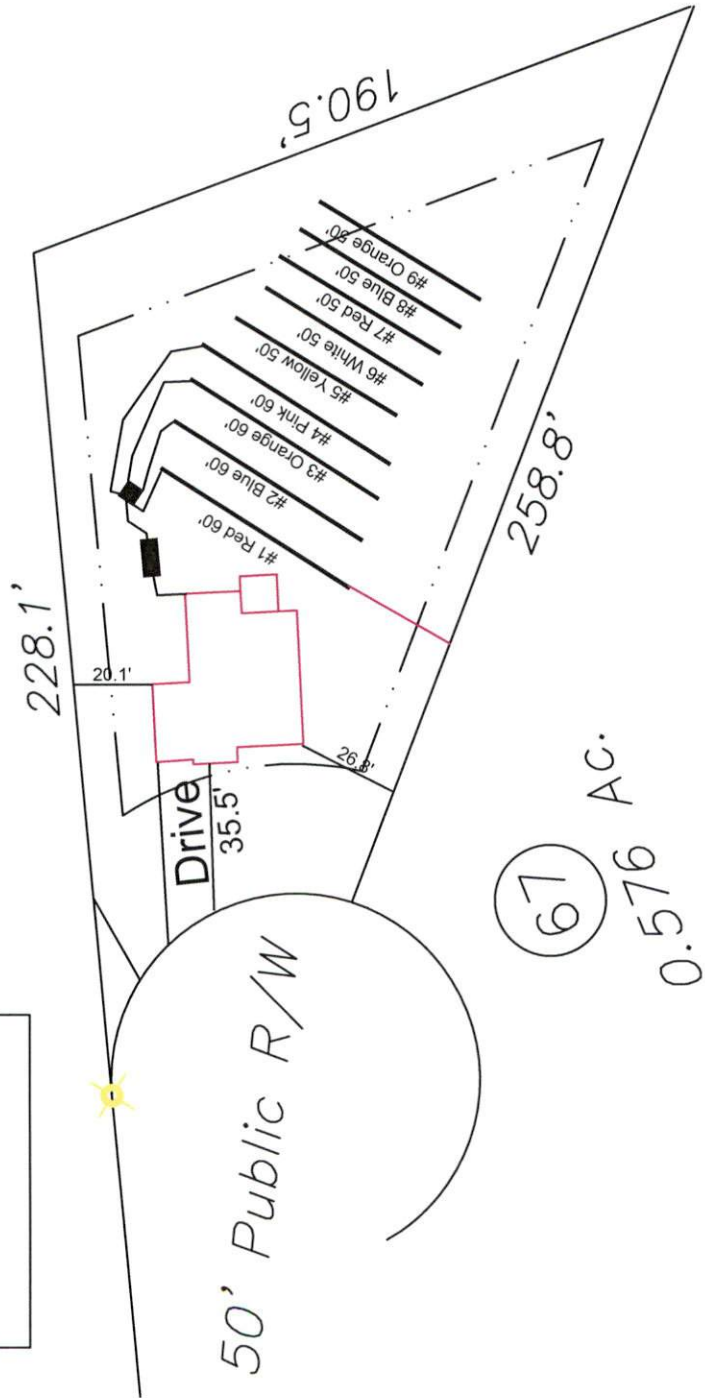 228.1'
190.5'
258.8'
20.1'
26.8'
Drive
35.5'
#1 Red 60'
#2 Blue 60'
#3 Orange 60'
#4 Pink 60'
#5 Yellow 50'
#6 White 50'
#7 Red 50'
#8 Blue 50'
#9 Orange 50'
50' Public R/W
67
0.576 AC.